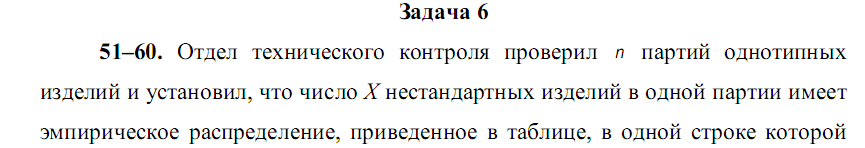 Задача 6
51–60. Отдел технического контроля проверил n партий однотипных
изделий и установил, что число X нестандартных изделий в одной партии имеет
эмпирическое распределение, приведенное в таблице, в одной строке которой